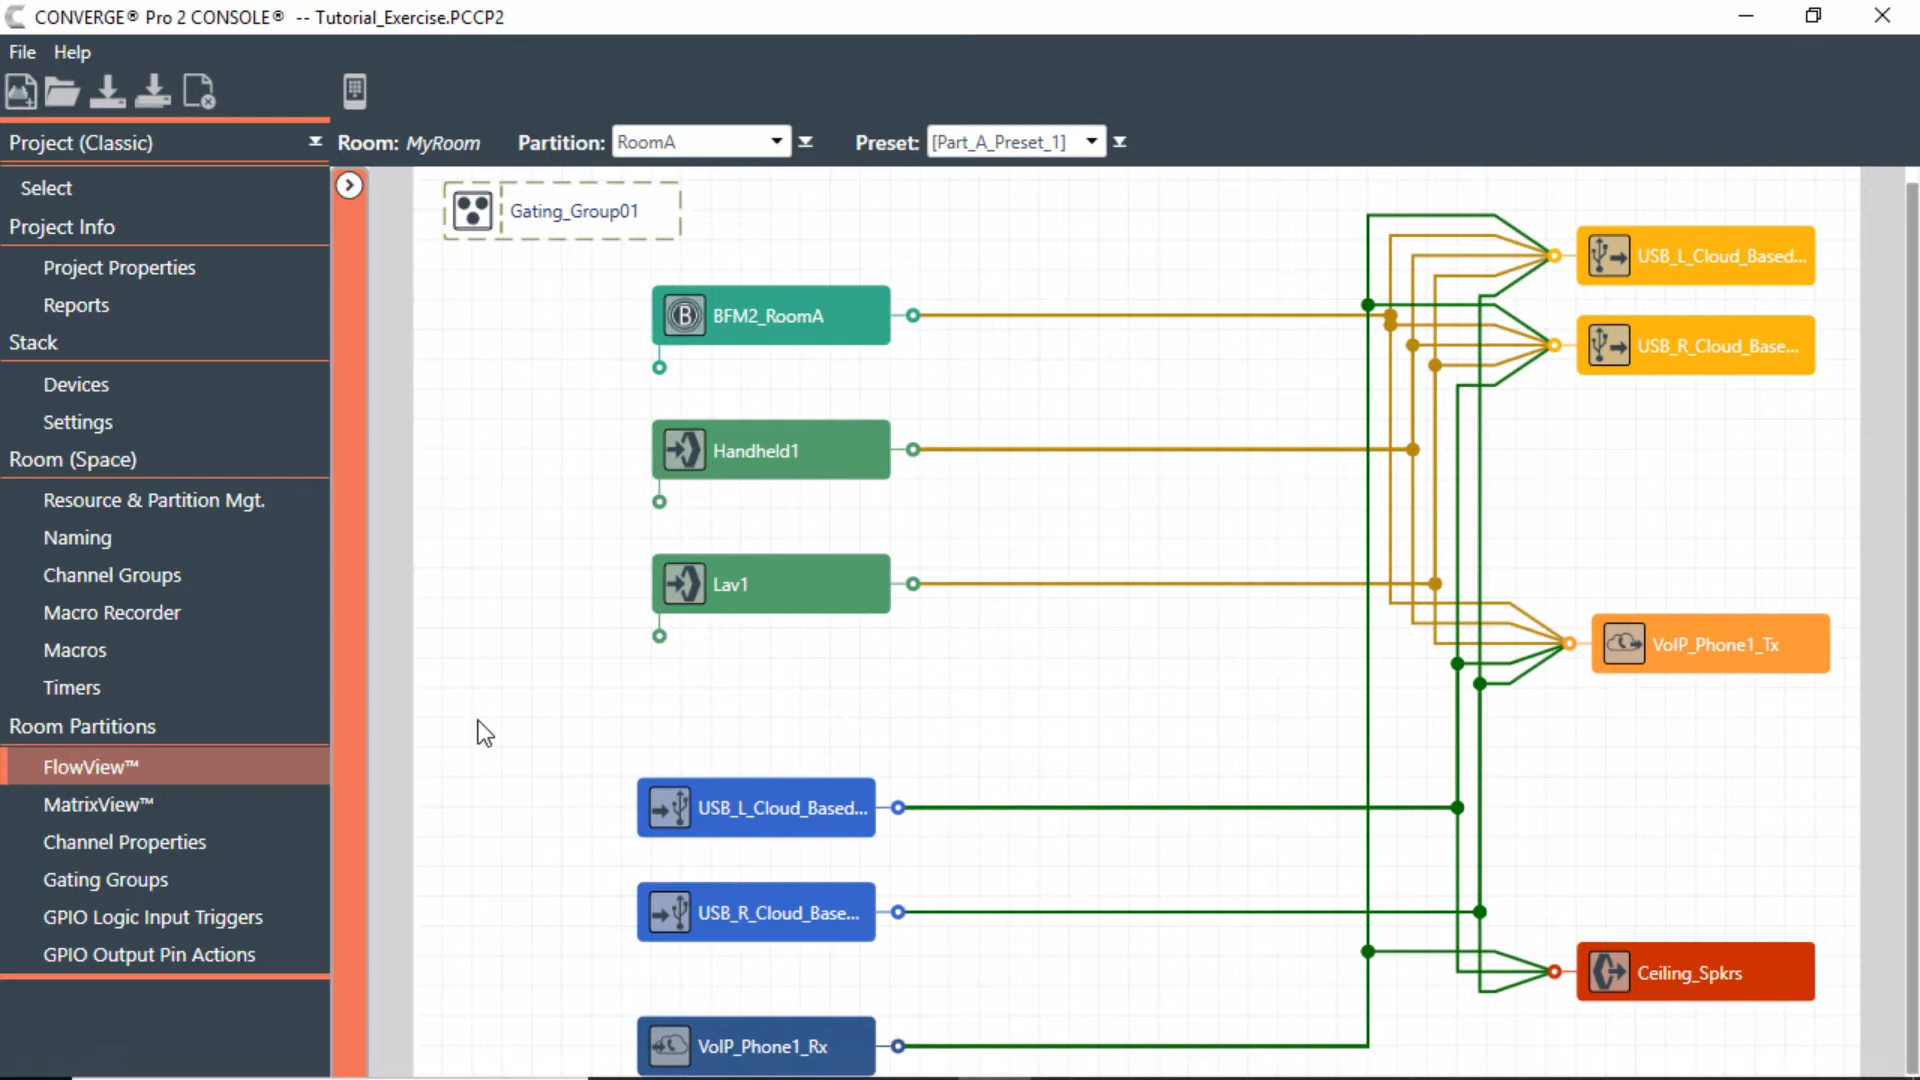 CONVERGE® Pro 2 CONSOLE® -- Tutorial_Exercise.PCCP2
File Help
Project (Classic)
Room: MyRoom Partition: RoomA Preset: [Part_A_Preset_1]
Select
Project Info
Project Properties
Reports
Stack
Devices
Settings
Room (Space)
Resource & Partition Mgt.
Naming
Channel Groups
Macro Recorder
Macros
Timers
Room Partitions
FlowView™
MatrixView™
Channel Properties
Gating Groups
GPIO Logic Input Triggers
GPIO Output Pin Actions
Gating_Group01
BFM2_RoomA
Handheld1
Lav1
USB_L_Cloud_Based...
USB_R_Cloud_Base...
VoIP_Phone1_Rx
USB_L_Cloud_Based...
USB_R_Cloud_Base...
VoIP_Phone1_Tx
Ceiling_Spkrs